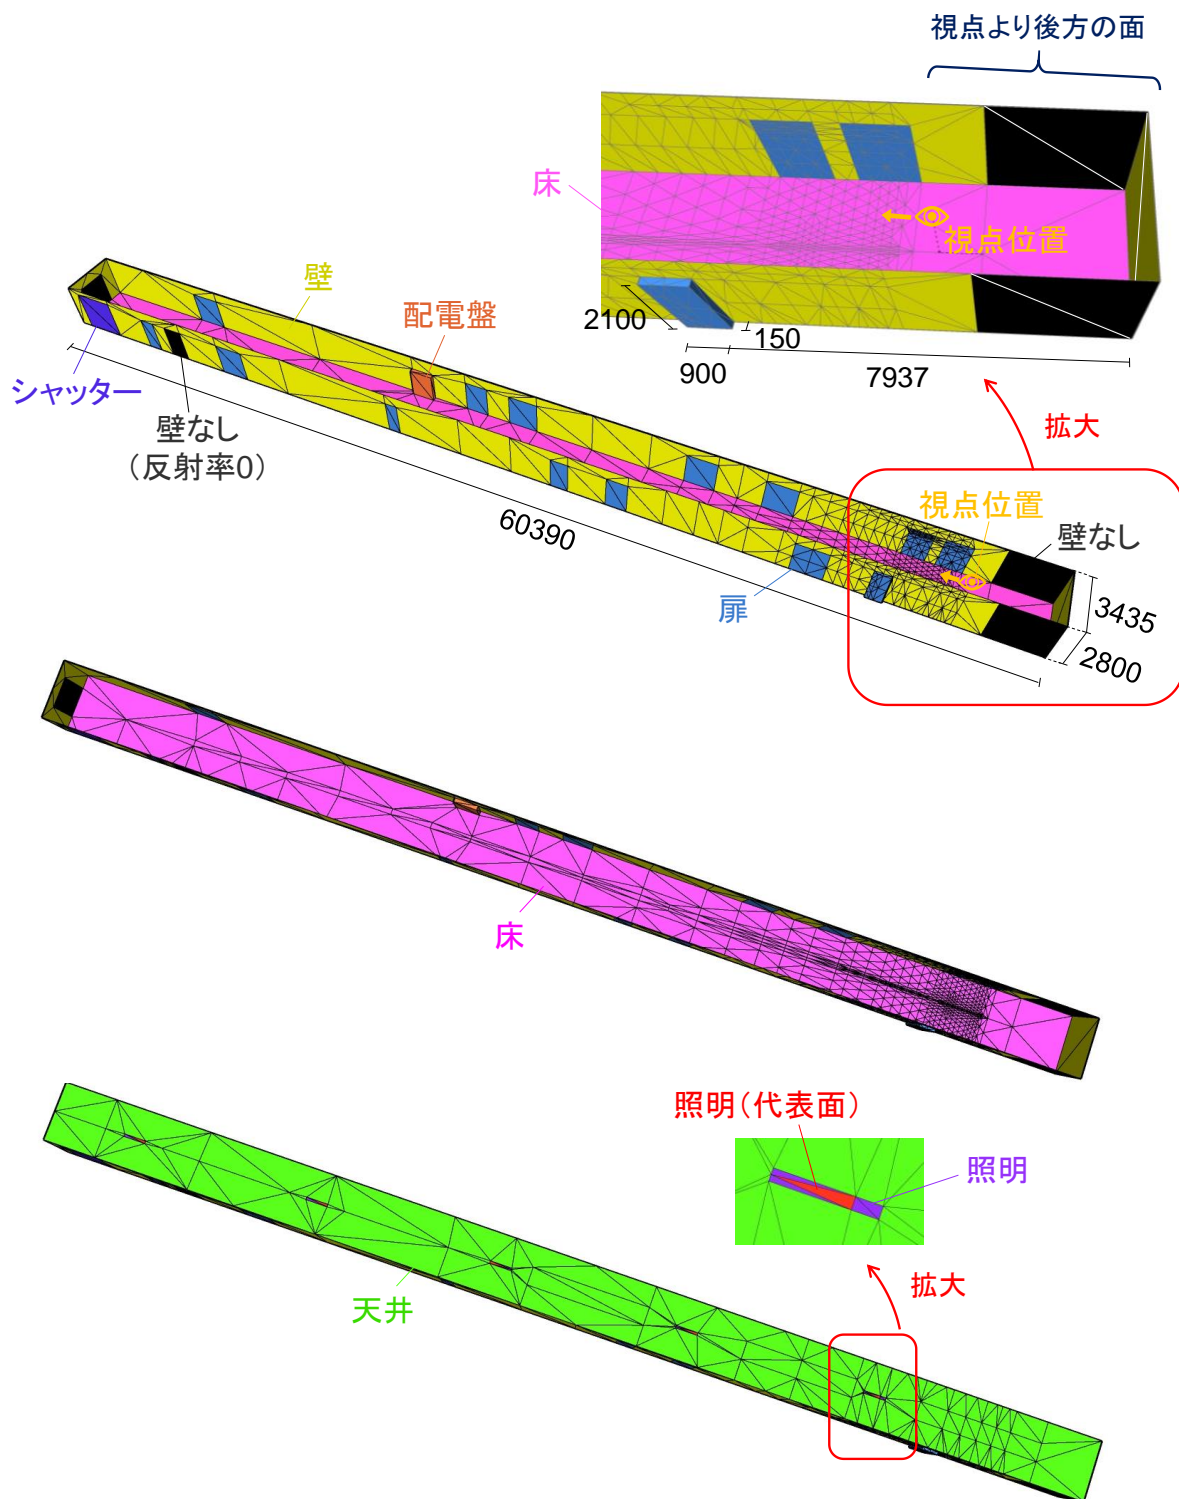 視点より後方の面
床
視点位置
2100
150
900
7937
壁
配電盤
シャッター
壁なし
（反射率0）
拡大
視点位置
壁なし
60390
扉
3435
2800
床
照明（代表面）
照明
拡大
天井